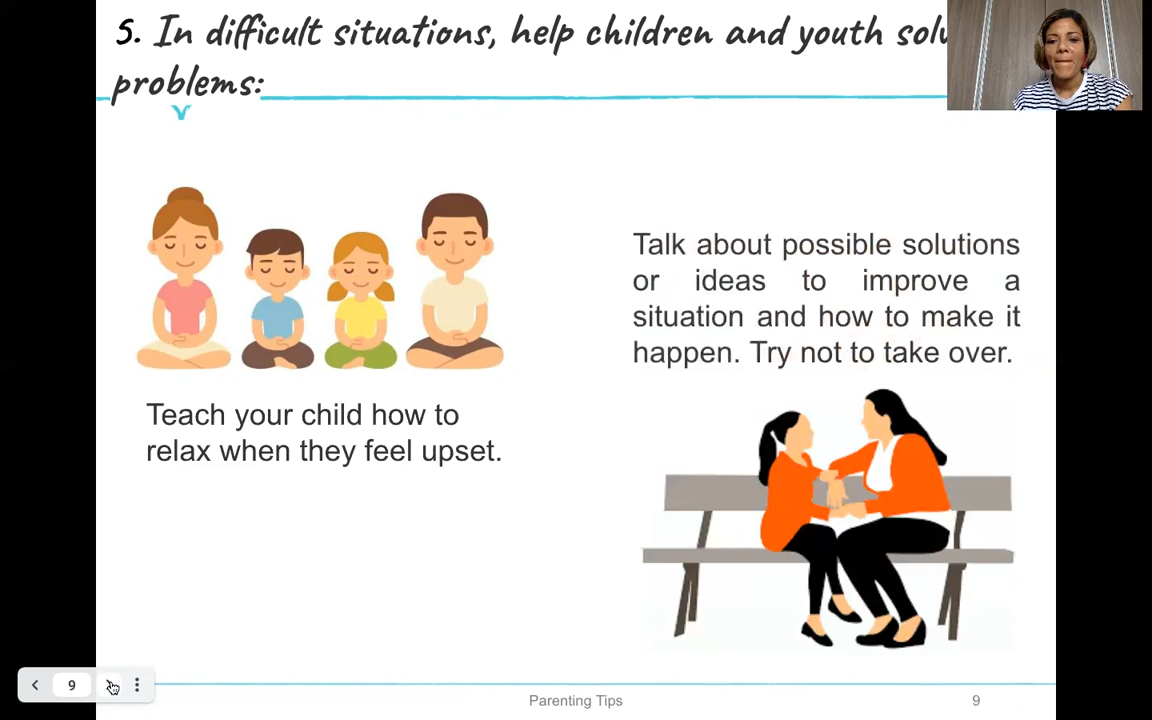 5. In difficult situations, help children and youth
problems:
Teach your child how to
relax when they feel upset.
Talk about possible solutions
or ideas to improve a
situation and how to make it
happen. Try not to take over.
9
Parenting Tips
9